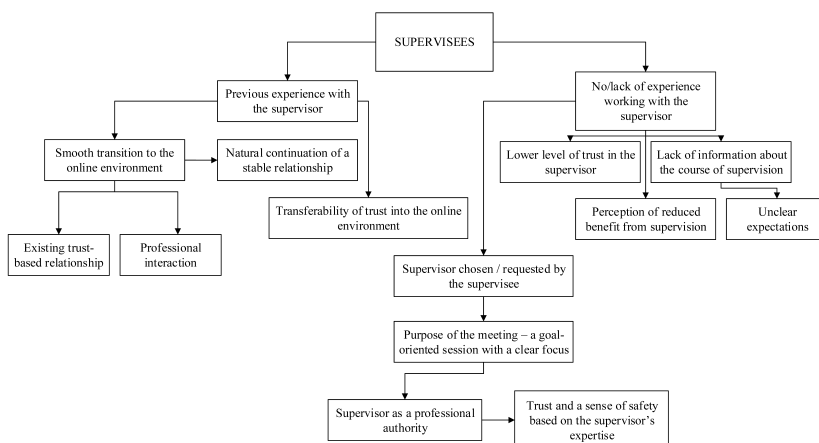 SUPERVISEES
Previous experience with
the supervisor
No/lack of experience
working with the
supervisor
Smooth transition to the
online environment
Natural continuation of a
stable relationship
Lower level of trust in the
supervisor
Lack of information about
the course of supervision
Transferability of trust into the online
environment
Perception of reduced
benefit from supervision
Unclear
expectations
Existing trust-
based relationship
Professional
interaction
Supervisor chosen / requested by
the supervisee
Purpose of the meeting – a goal-
oriented session with a clear focus
Supervisor as a professional
authority
Trust and a sense of safety
based on the supervisor’s
expertise